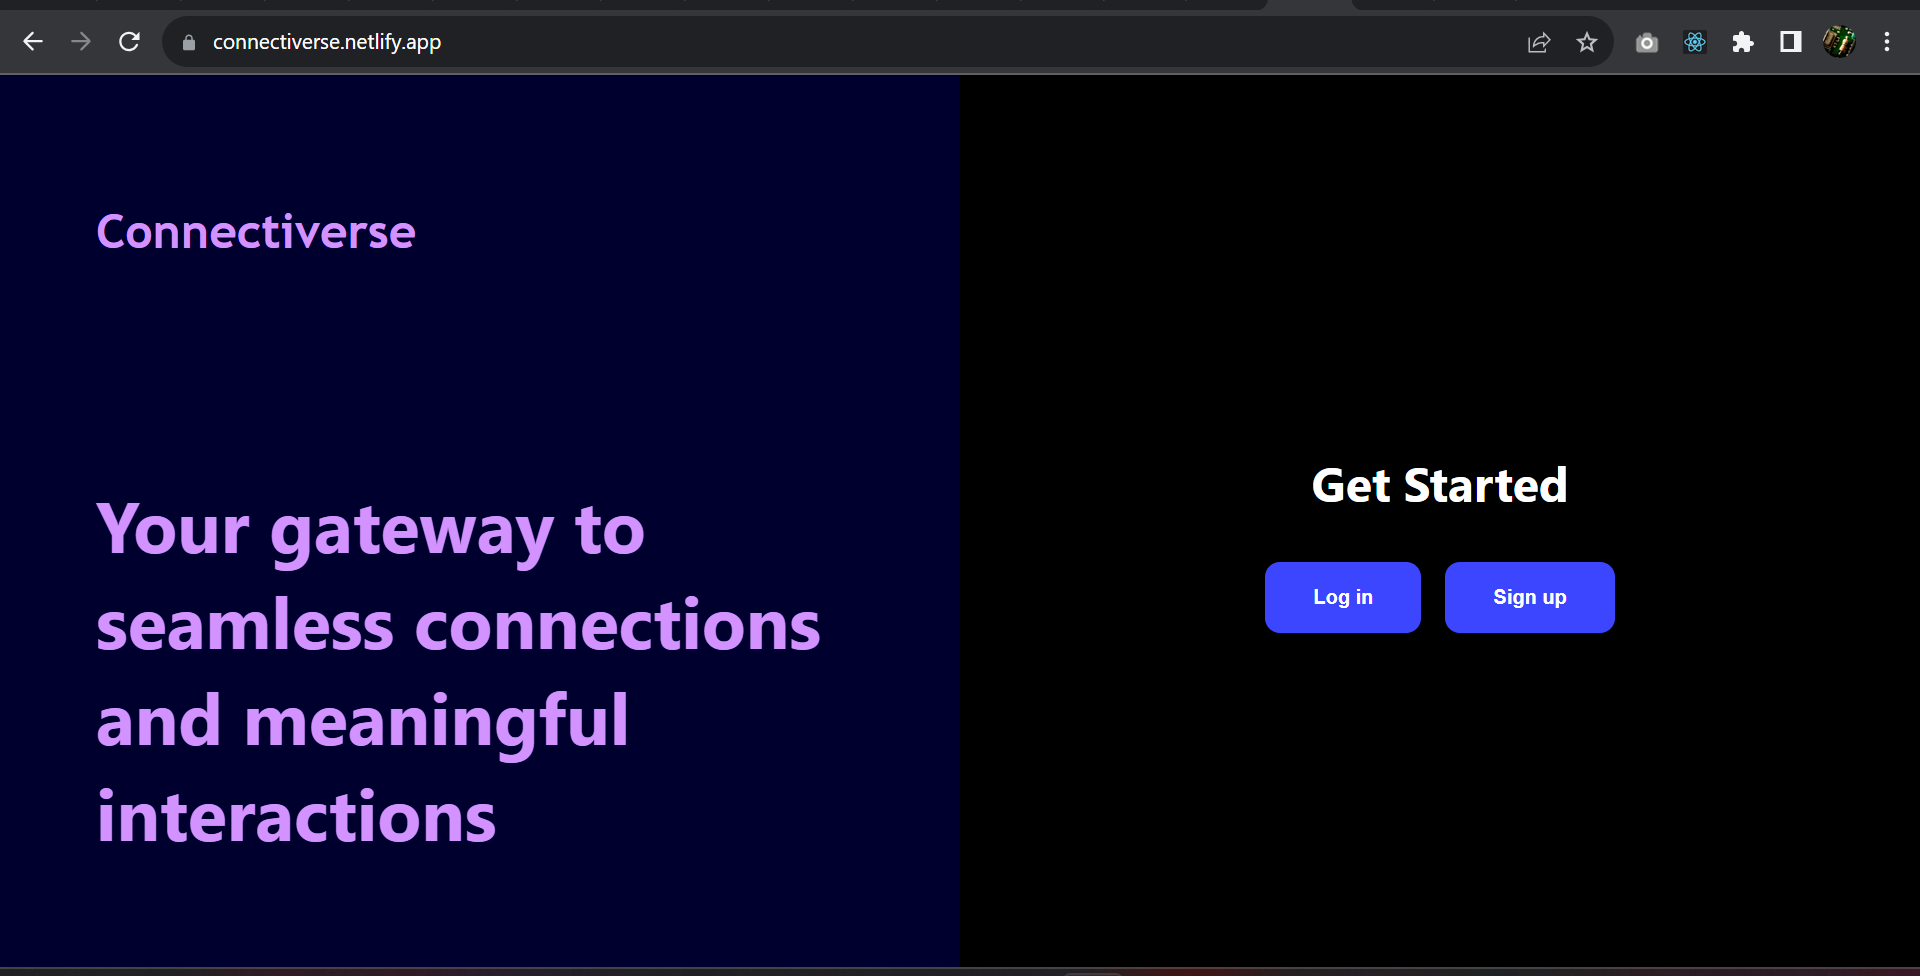 connectiverse.netlify.app
Connectiverse
Your gateway to
seamless connections
and meaningful
interactions
Get Started
Log in
Sign up